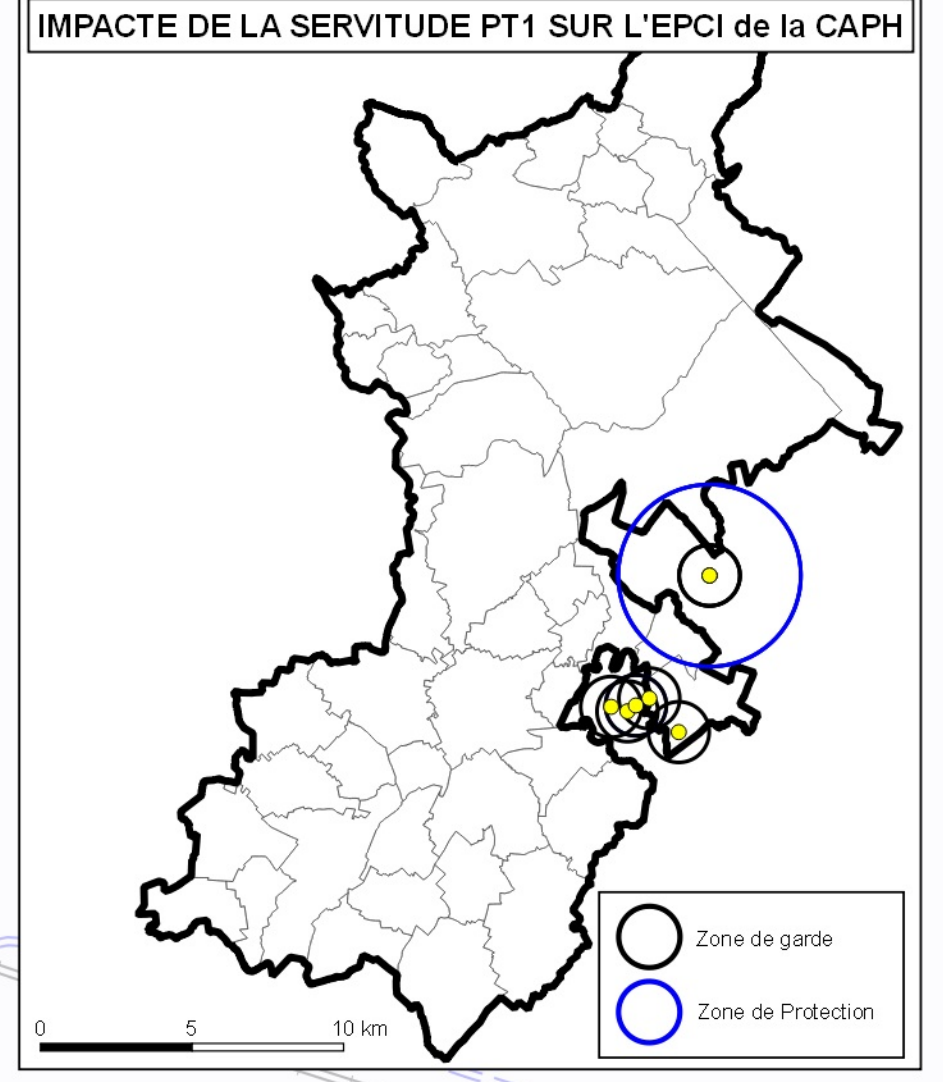 IMPACTE DE LA SERVITUDE PT1 SUR L'EPCI de la CAPH
Zone de garde
Zone de Protection
0 5 10 km